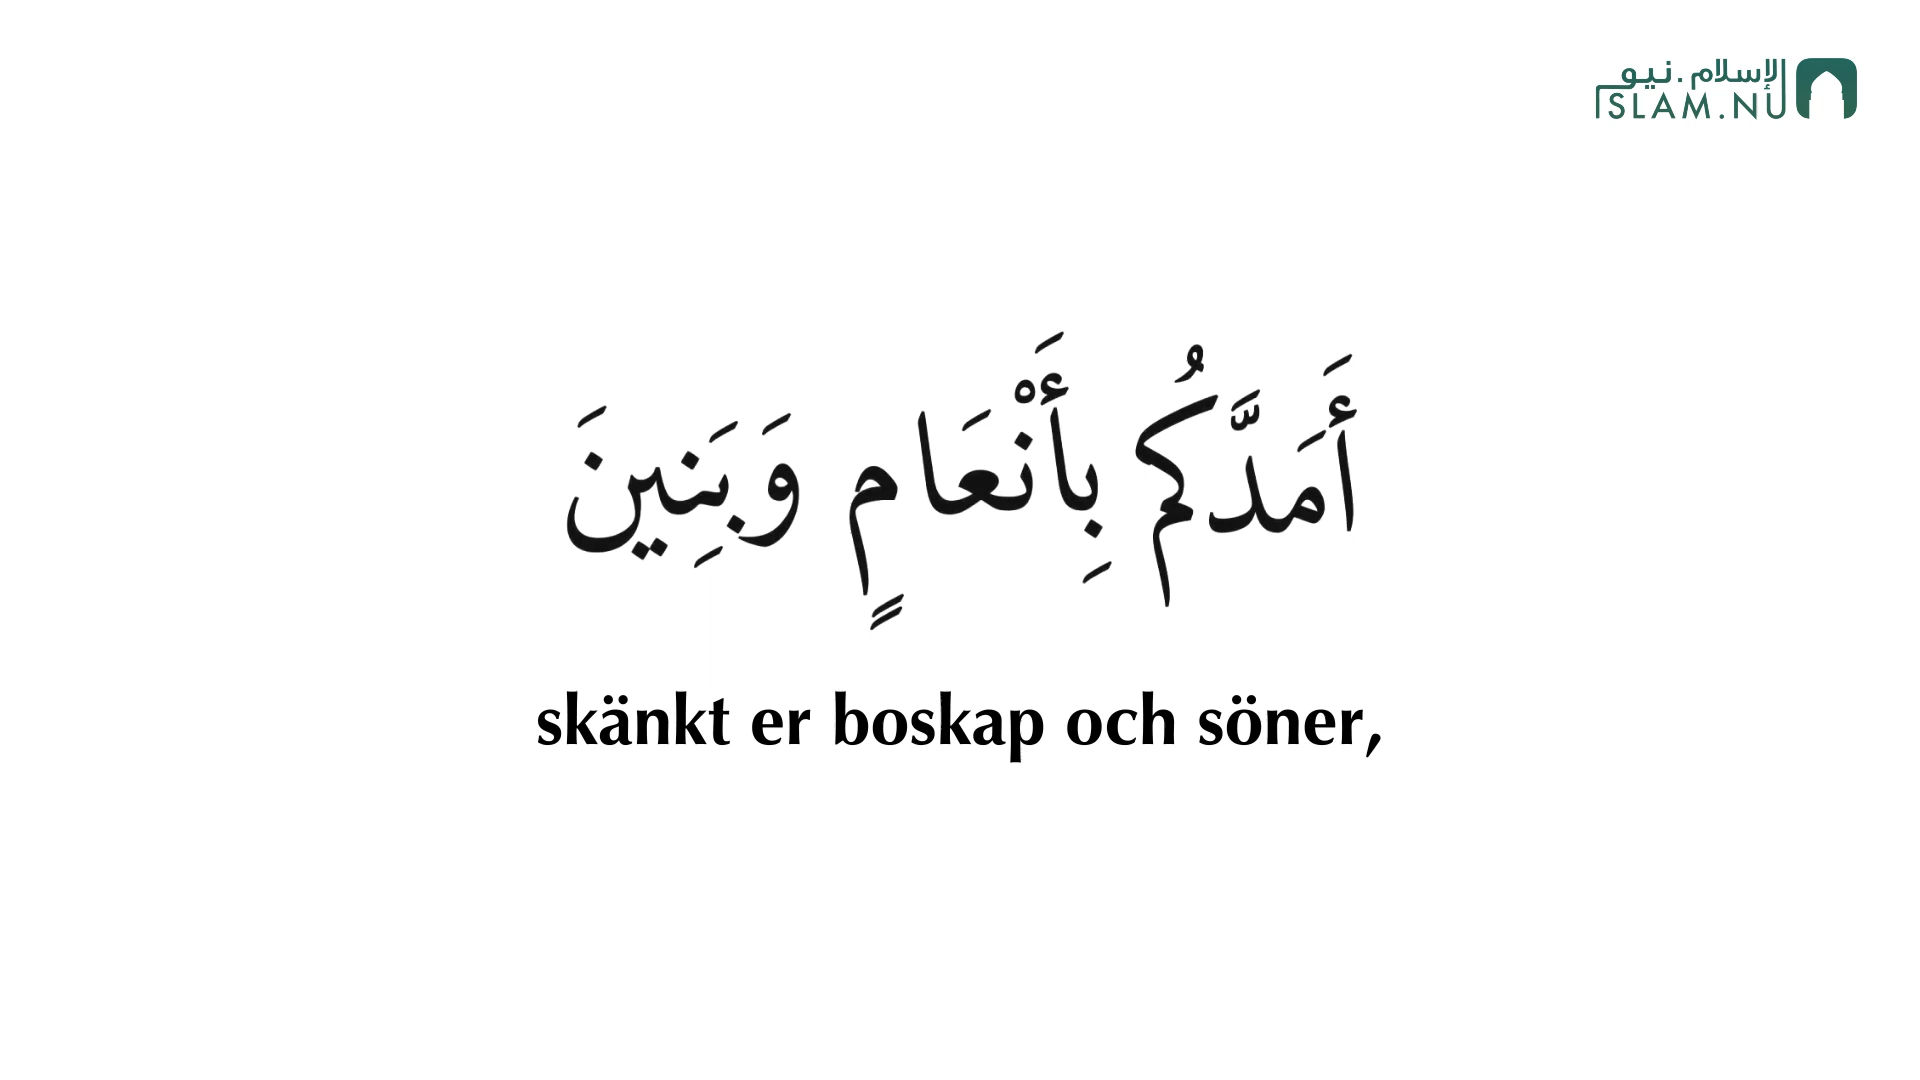 الإسلام.نيو
ISLAM.NU
أَمَدَّكُم بِأَنْعَامٍ وَبَنِينَ
skänkt er boskap och söner,